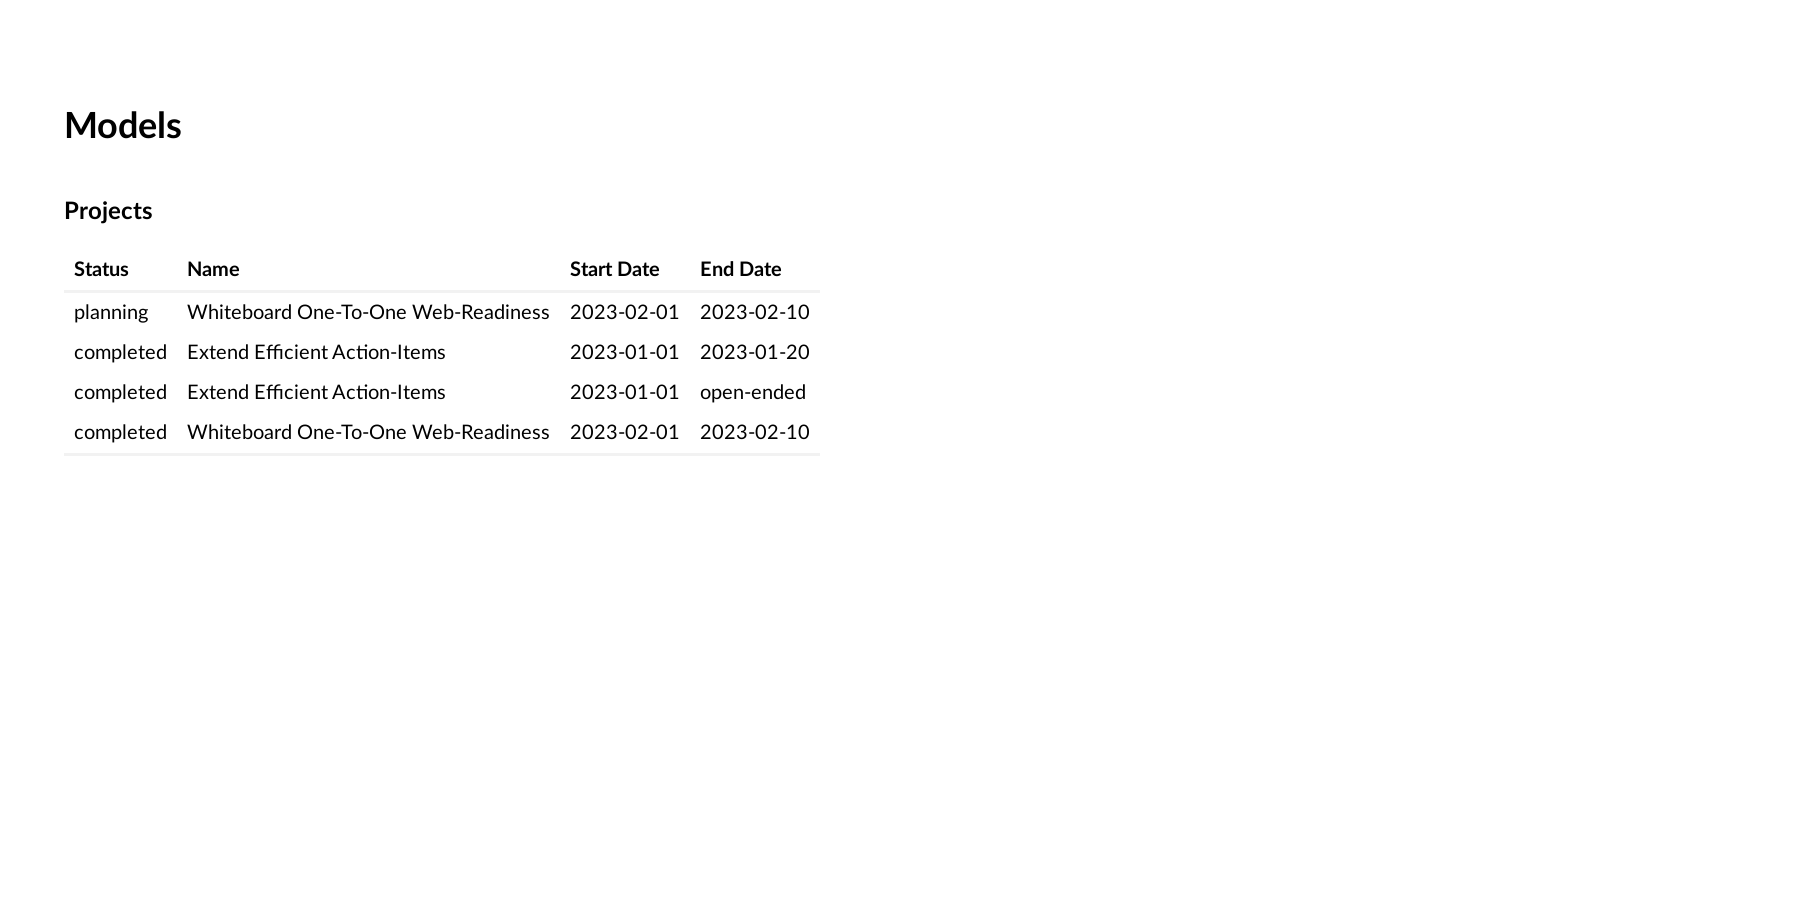 Models
Projects
Status Name Start Date End Date
planning Whiteboard One-To-One Web-Readiness 2023-02-01 2023-02-10
completed Extend Efficient Action-Items 2023-01-01 2023-01-20
completed Extend Efficient Action-Items 2023-01-01 open-ended
completed Whiteboard One-To-One Web-Readiness 2023-02-01 2023-02-10